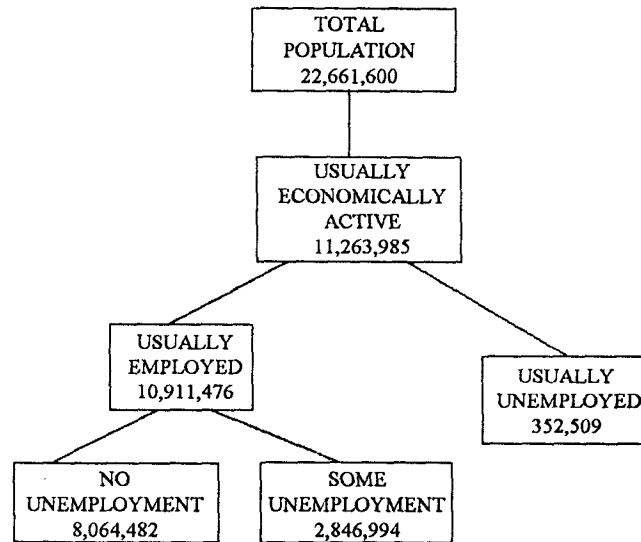 TOTAL
POPULATION
22,661,600
USUALLY
ECONOMICALLY
ACTIVE
11,263,985
USUALLY
EMPLOYED
10,911,476
USUALLY
UNEMPLOYED
352,509
NO
UNEMPLOYMENT
8,064,482
SOME
UNEMPLOYMENT
2,846,994